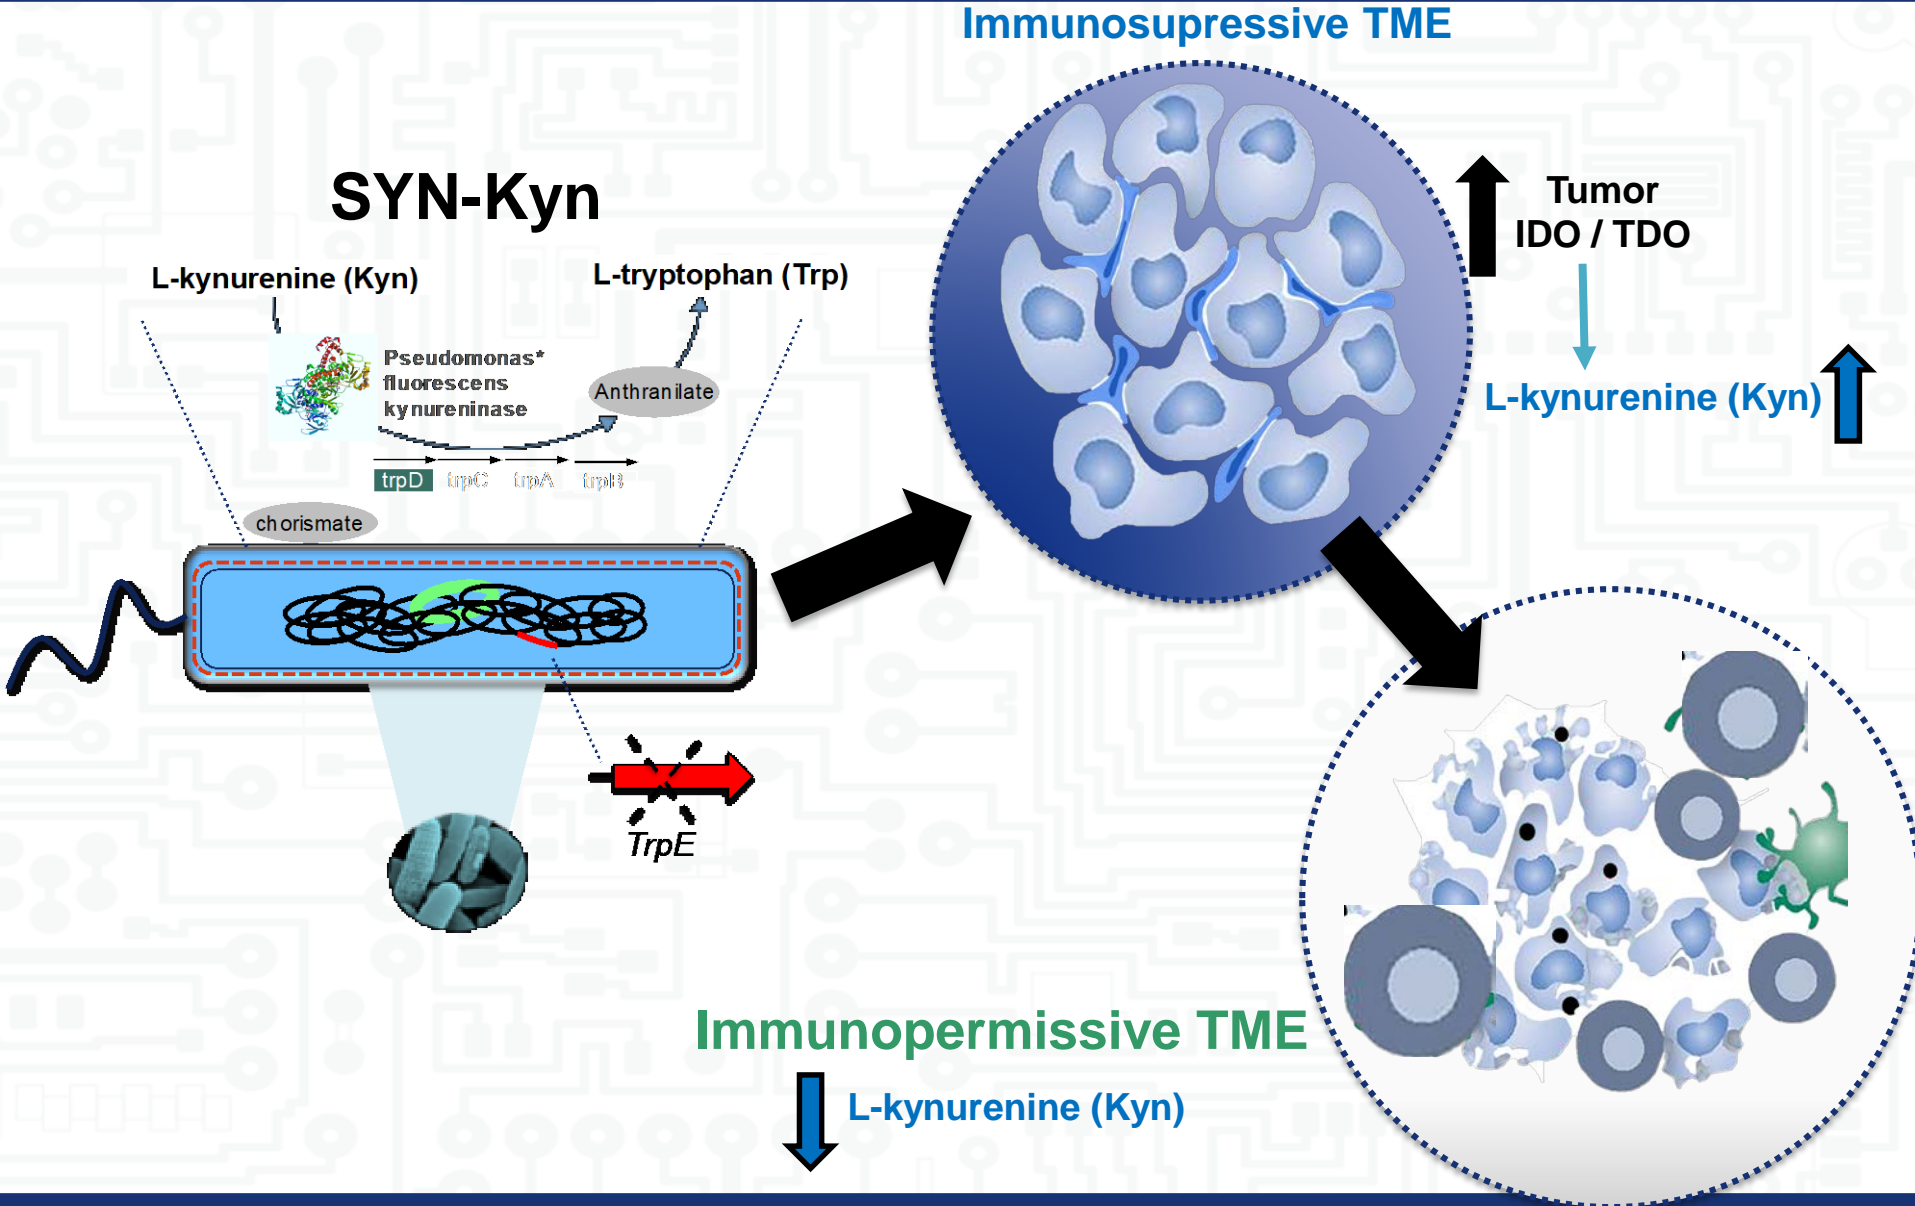 Immunosupressive TME
SYN-Kyn
L-kynurenine (Kyn)
L-tryptophan (Trp)
Pseudomonas*
fluorescens
kynureninase
Anthranilate
trpD trpC trpA trpB
chorismate
TrpE
Tumor
IDO / TDO
L-kynurenine (Kyn)
Immunopermissive TME
L-kynurenine (Kyn)